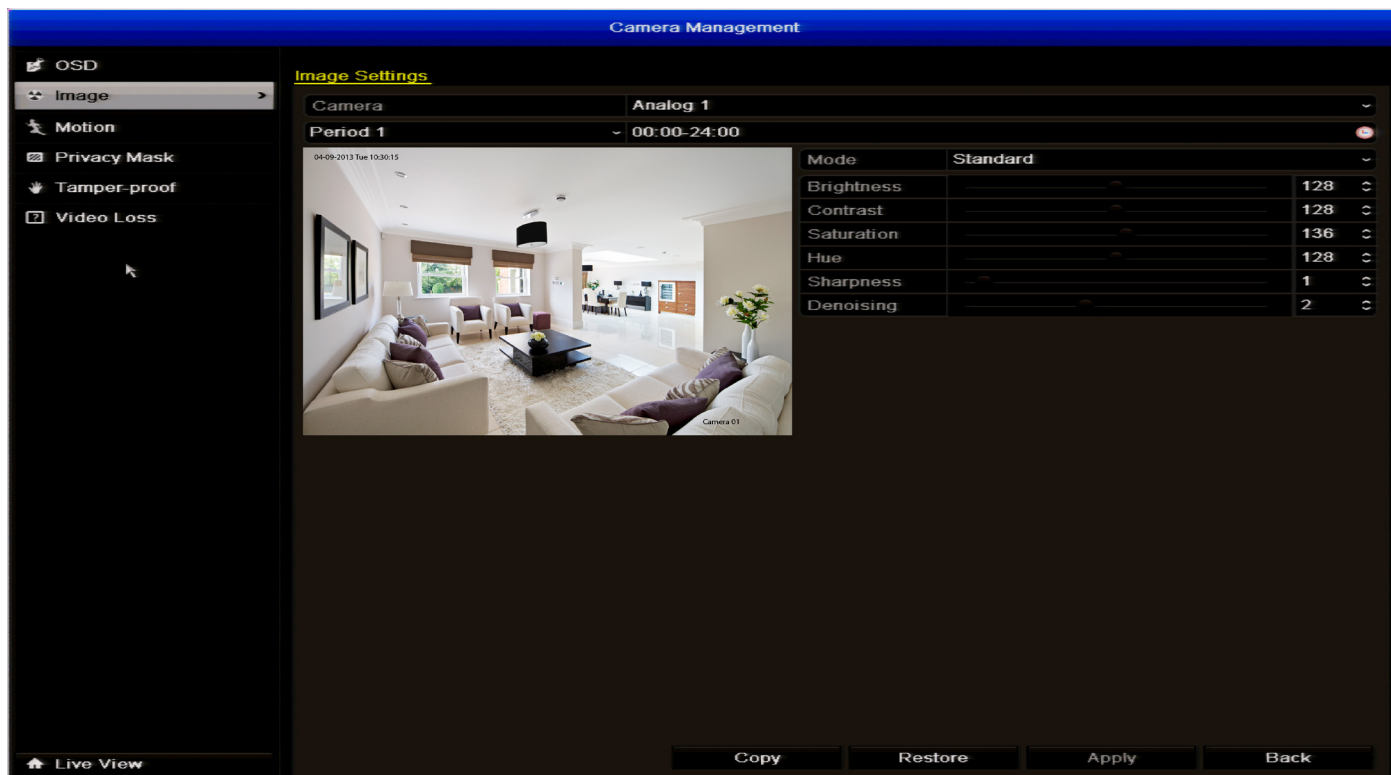 Camera Management
OSD
Image
Motion
Privacy Mask
Tamper-proof
Video Loss
Live View
Image Settings
Camera Analog 1
Period 1 00:00-24:00
04-09-2013 Tue 10:30:15
Camera 01
Mode Standard
Brightness 128
Contrast 128
Saturation 136
Hue 128
Sharpness 1
Denoising 2
Copy Restore Apply Back